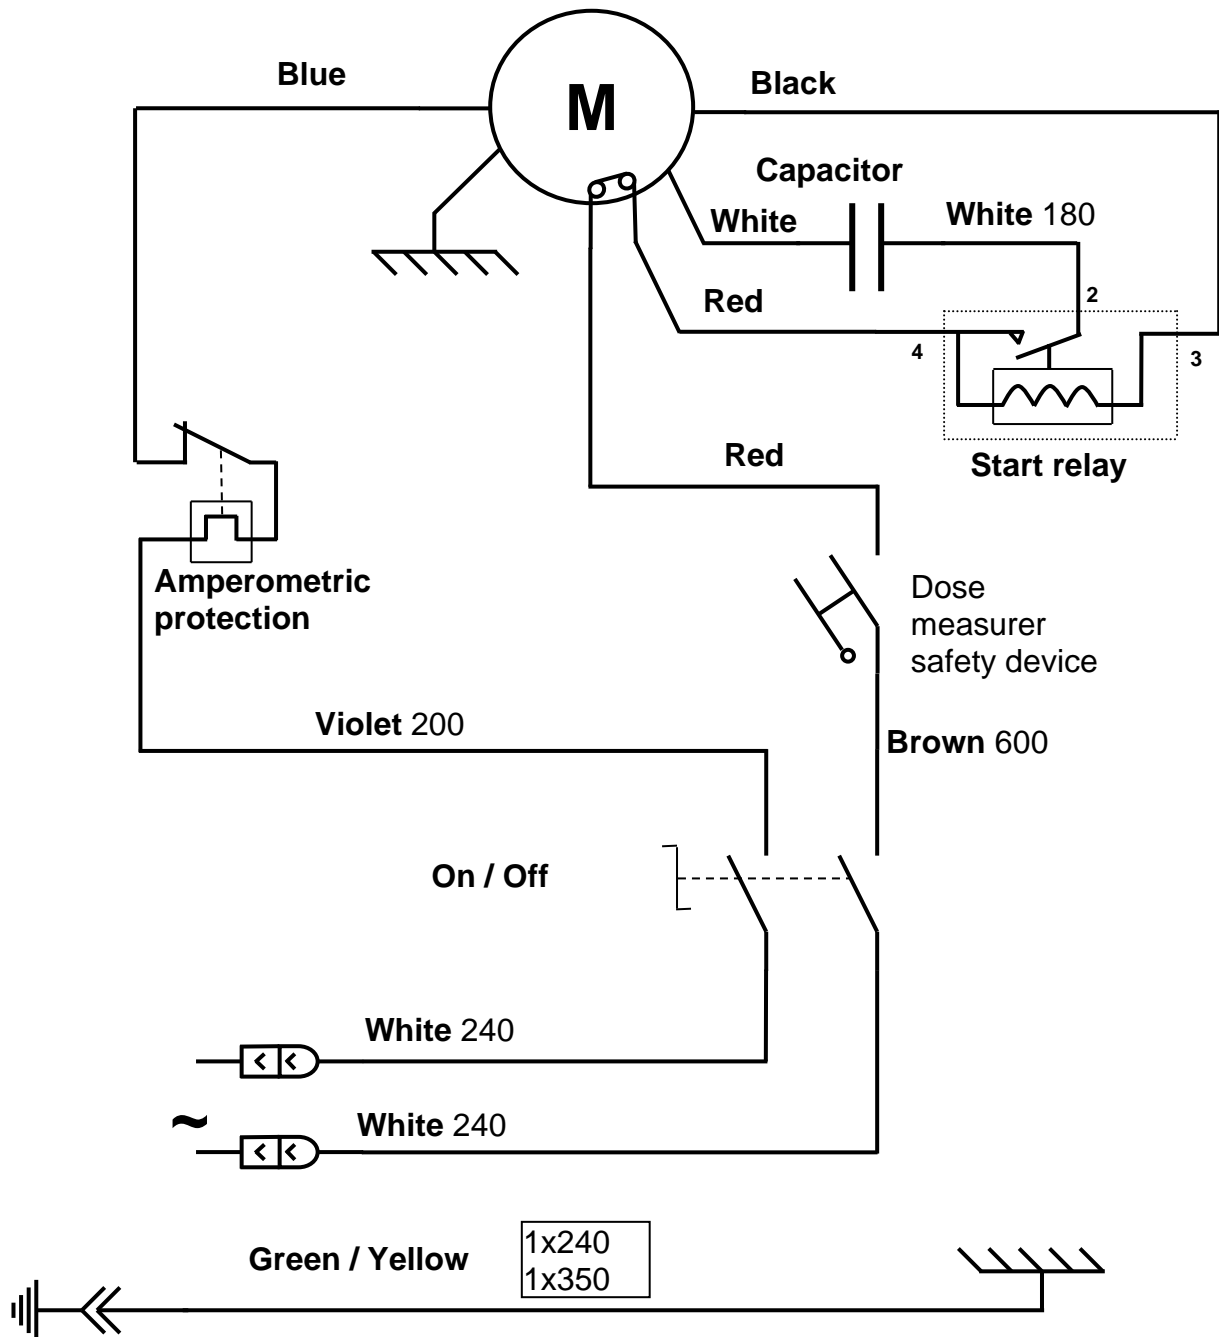 Blue
M
Black
Capacitor
White
White 180
Red
2
4
3
Start relay
Red
Amperometric
protection
Dose
measurer
safety device
Violet 200
Brown 600
On / Off
White 240
~
White 240
Green / Yellow
1x240
1x350